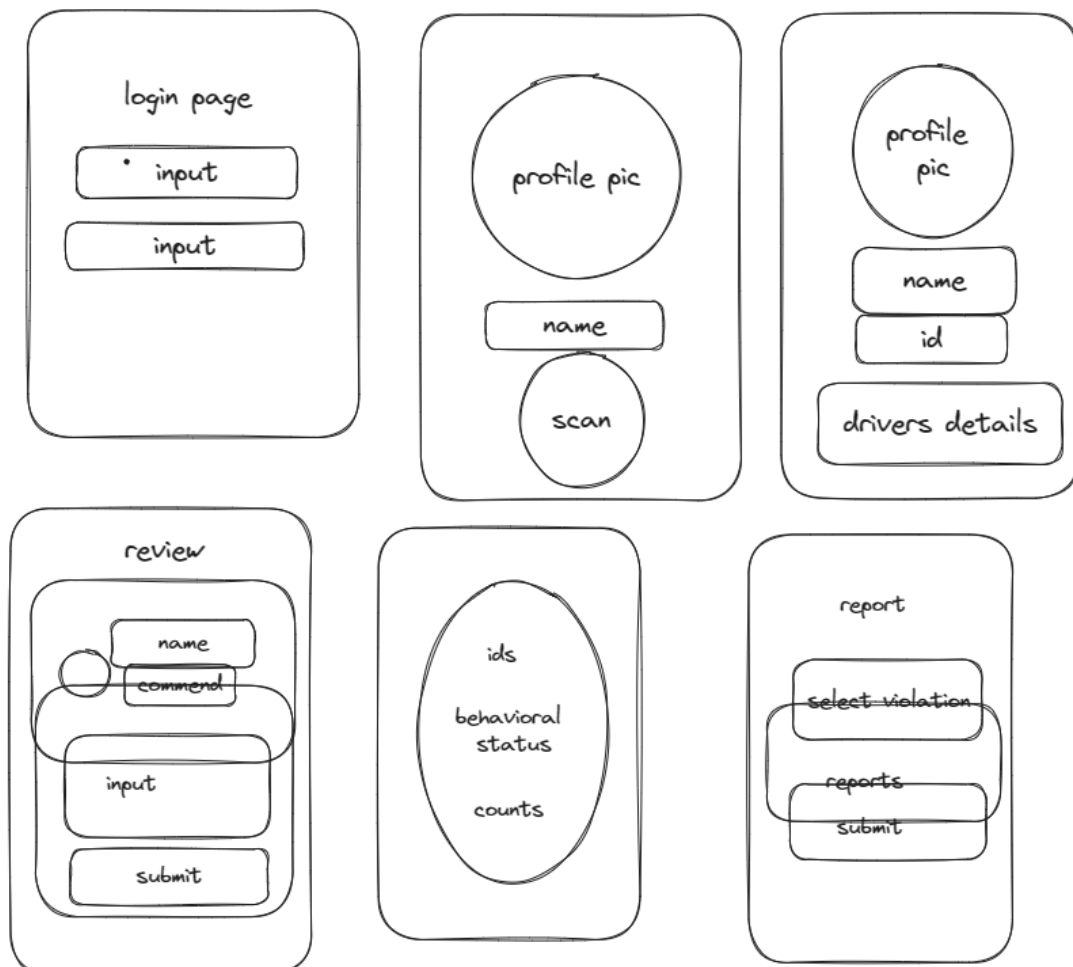 login page
input
input
profile pic
name
scan
profile
pic
name
id
drivers details
review
name
commend
input
submit
ids
behavioral
status
counts
report
select violation
reports
submit